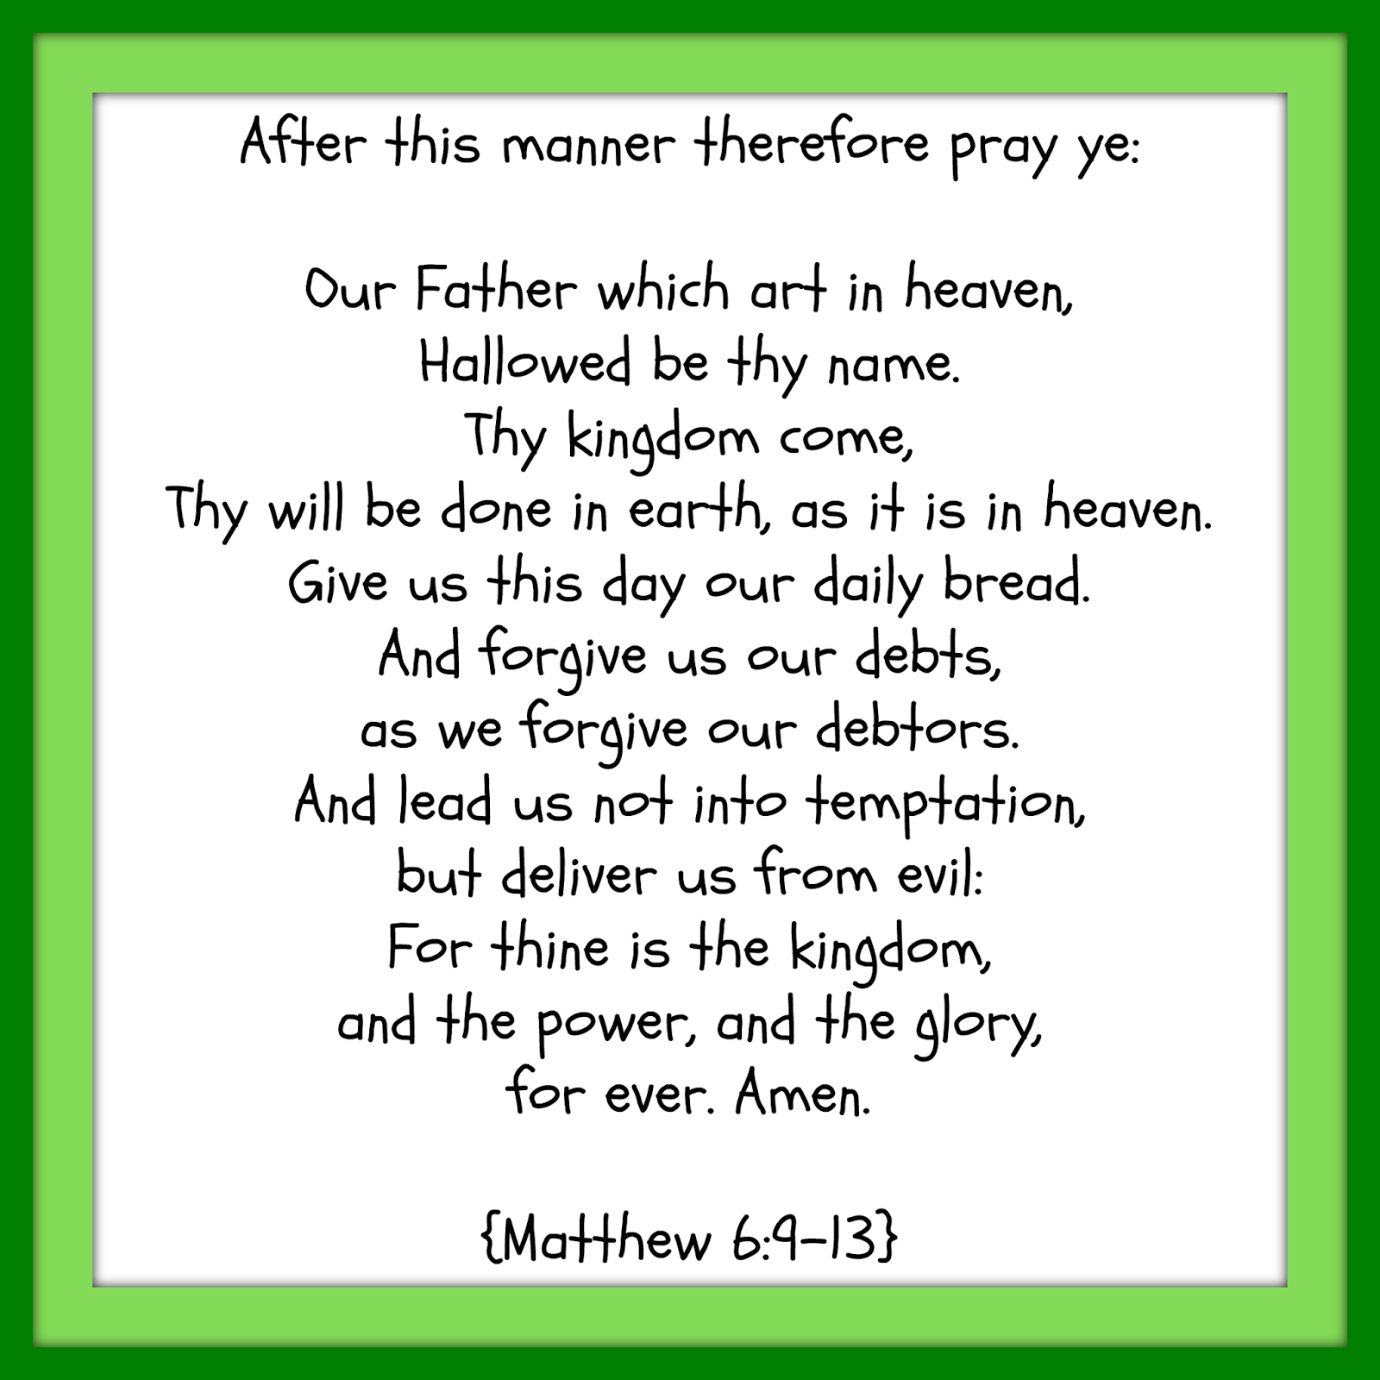 After this manner therefore pray ye:
Our Father which art in heaven,
Hallowed be thy name.
Thy kingdom come,
Thy will be done in earth, as it is in heaven.
Give us this day our daily bread.
And forgive us our debts,
as we forgive our debtors.
And lead us not into temptation,
but deliver us from evil:
For thine is the kingdom,
and the power, and the glory,
for ever. Amen.
{Matthew 6:9-13}